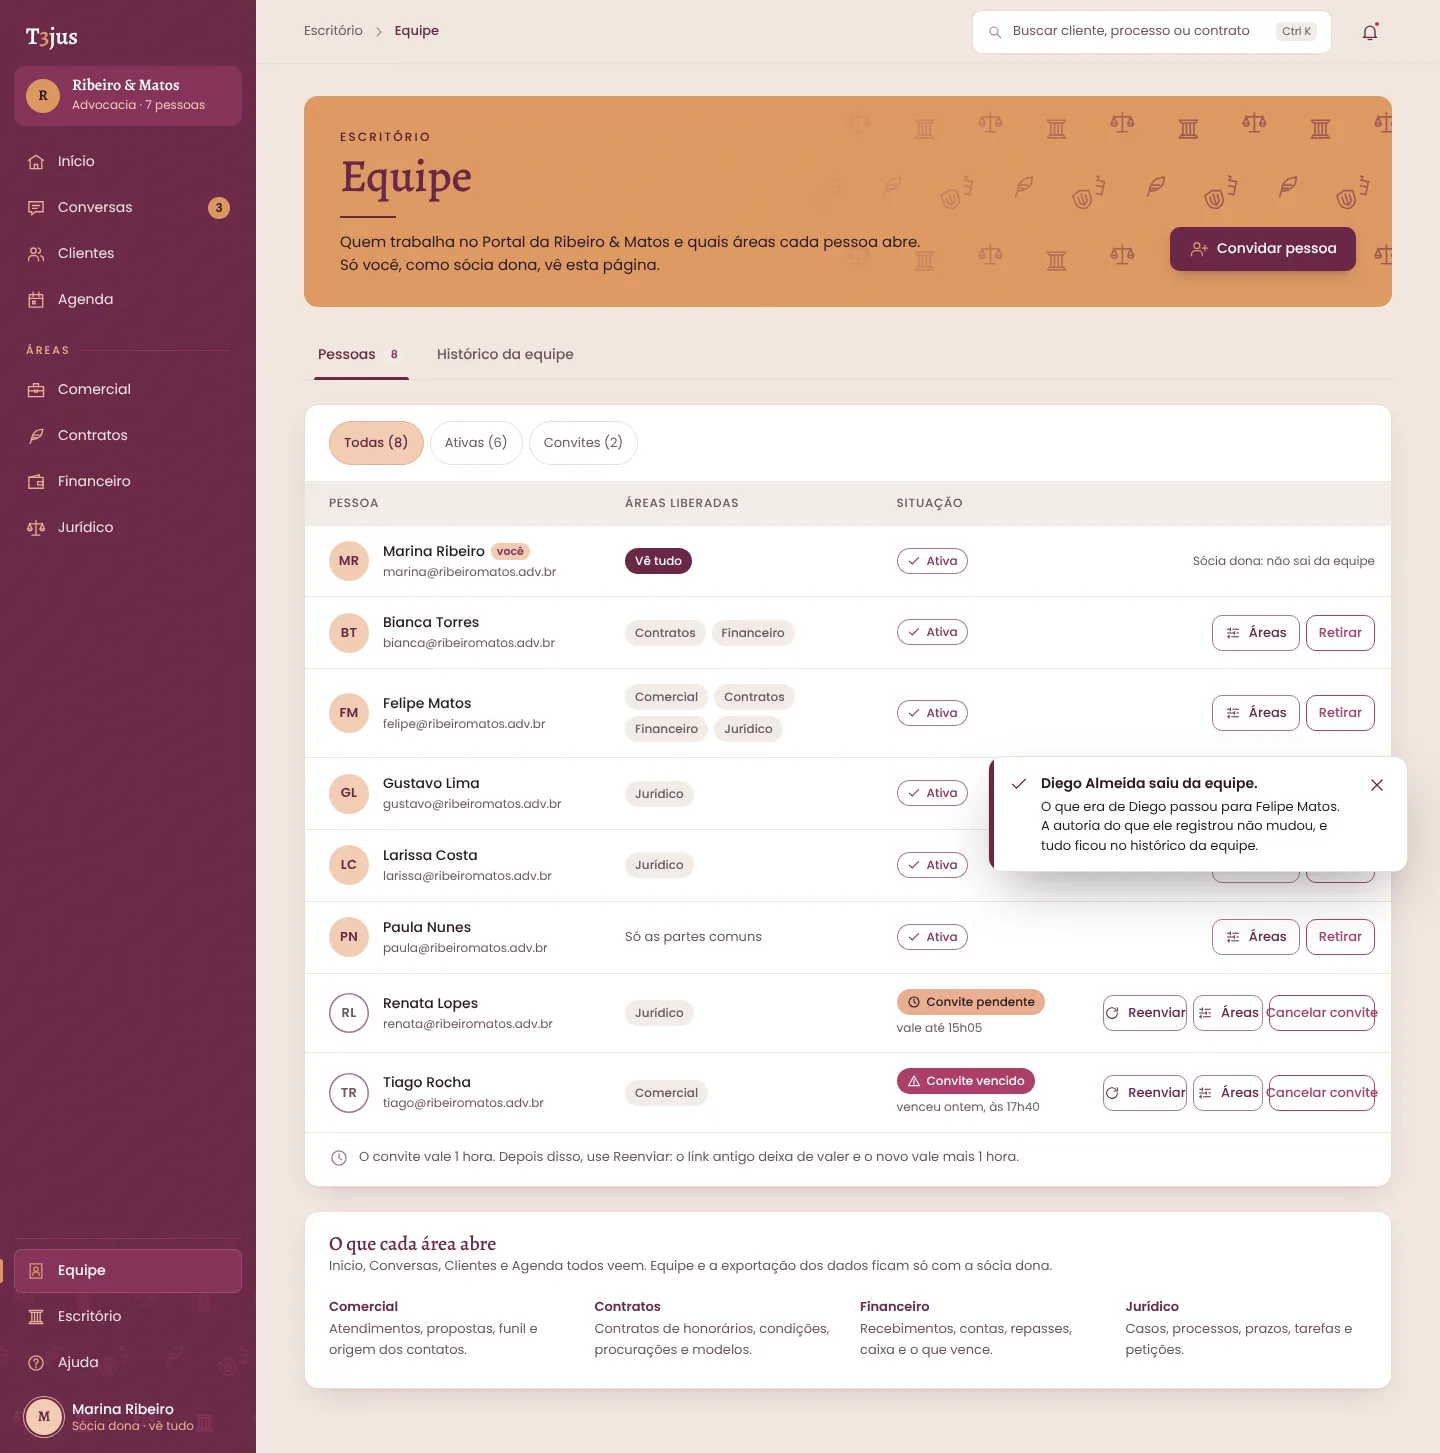 T3jus
R
Ribeiro & Matos
Advocacia · 7 pessoas
Início
Conversas
3
Clientes
Agenda
ÁREAS
Comercial
Contratos
Financeiro
Jurídico
Equipe
Escritório
Ajuda
M
Marina Ribeiro
Sócia dona · vê tudo
Escritório
Equipe
Buscar cliente, processo ou contrato
Ctrl K
ESCRITÓRIO
Equipe
Quem trabalha no Portal da Ribeiro & Matos e quais áreas cada pessoa abre.
Só você, como sócia dona, vê esta página.
Convidar pessoa
Pessoas 8
Histórico da equipe
Todas (8)
Ativas (6)
Convites (2)
PESSOA
ÁREAS LIBERADAS
SITUAÇÃO
MR
Marina Ribeiro você
marina@ribeiromatos.adv.br
Vê tudo
Ativa
Sócia dona: não sai da equipe
BT
Bianca Torres
bianca@ribeiromatos.adv.br
Contratos Financeiro
Ativa
Áreas
Retirar
FM
Felipe Matos
felipe@ribeiromatos.adv.br
Comercial Contratos
Financeiro Jurídico
Ativa
Áreas
Retirar
GL
Gustavo Lima
gustavo@ribeiromatos.adv.br
Jurídico
Ativa
Diego Almeida saiu da equipe.
O que era de Diego passou para Felipe Matos.
A autoria do que ele registrou não mudou, e
tudo ficou no histórico da equipe.
LC
Larissa Costa
larissa@ribeiromatos.adv.br
Jurídico
Ativa
PN
Paula Nunes
paula@ribeiromatos.adv.br
Só as partes comuns
Ativa
Áreas
Retirar
RL
Renata Lopes
renata@ribeiromatos.adv.br
Jurídico
Convite pendente
vale até 15h05
Reenviar
Áreas
Cancelar convite
TR
Tiago Rocha
tiago@ribeiromatos.adv.br
Comercial
Convite vencido
venceu ontem, às 17h40
Reenviar
Áreas
Cancelar convite
O convite vale 1 hora. Depois disso, use Reenviar: o link antigo deixa de valer e o novo vale mais 1 hora.
O que cada área abre
Início, Conversas, Clientes e Agenda todos veem. Equipe e a exportação dos dados ficam só com a sócia dona.
Comercial
Atendimentos, propostas, funil e
origem dos contatos.
Contratos
Contratos de honorários, condições,
procurações e modelos.
Financeiro
Recebimentos, contas, repasses,
caixa e o que vence.
Jurídico
Casos, processos, prazos, tarefas e
petições.